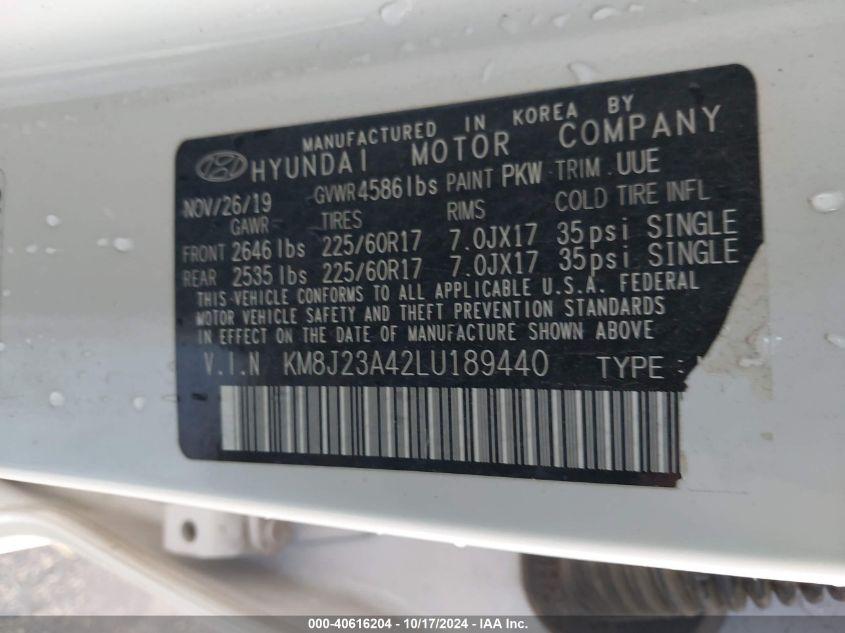 MANUFACTURED IN KOREA BY
HYUNDAI MOTOR COMPANY
NOV/26/19 GVWR 4586lbs PAINT PKW TRIM UUE
GAWR TIRES RIMS COLD TIRE INFL
FRONT 2646 lbs 225/60R17 7.0JX17 35psi SINGLE
REAR 2535 lbs 225/60R17 7.0JX17 35psi SINGLE
THIS VEHICLE CONFORMS TO ALL APPLICABLE U.S.A. FEDERAL
MOTOR VEHICLE SAFETY AND THEFT PREVENTION STANDARDS
IN EFFECT ON THE DATE OF MANUFACTURE SHOWN ABOVE
V.I.N KM8J23A42LU189440 TYPE :
000-40616204 - 10/17/2024 - IAA Inc.